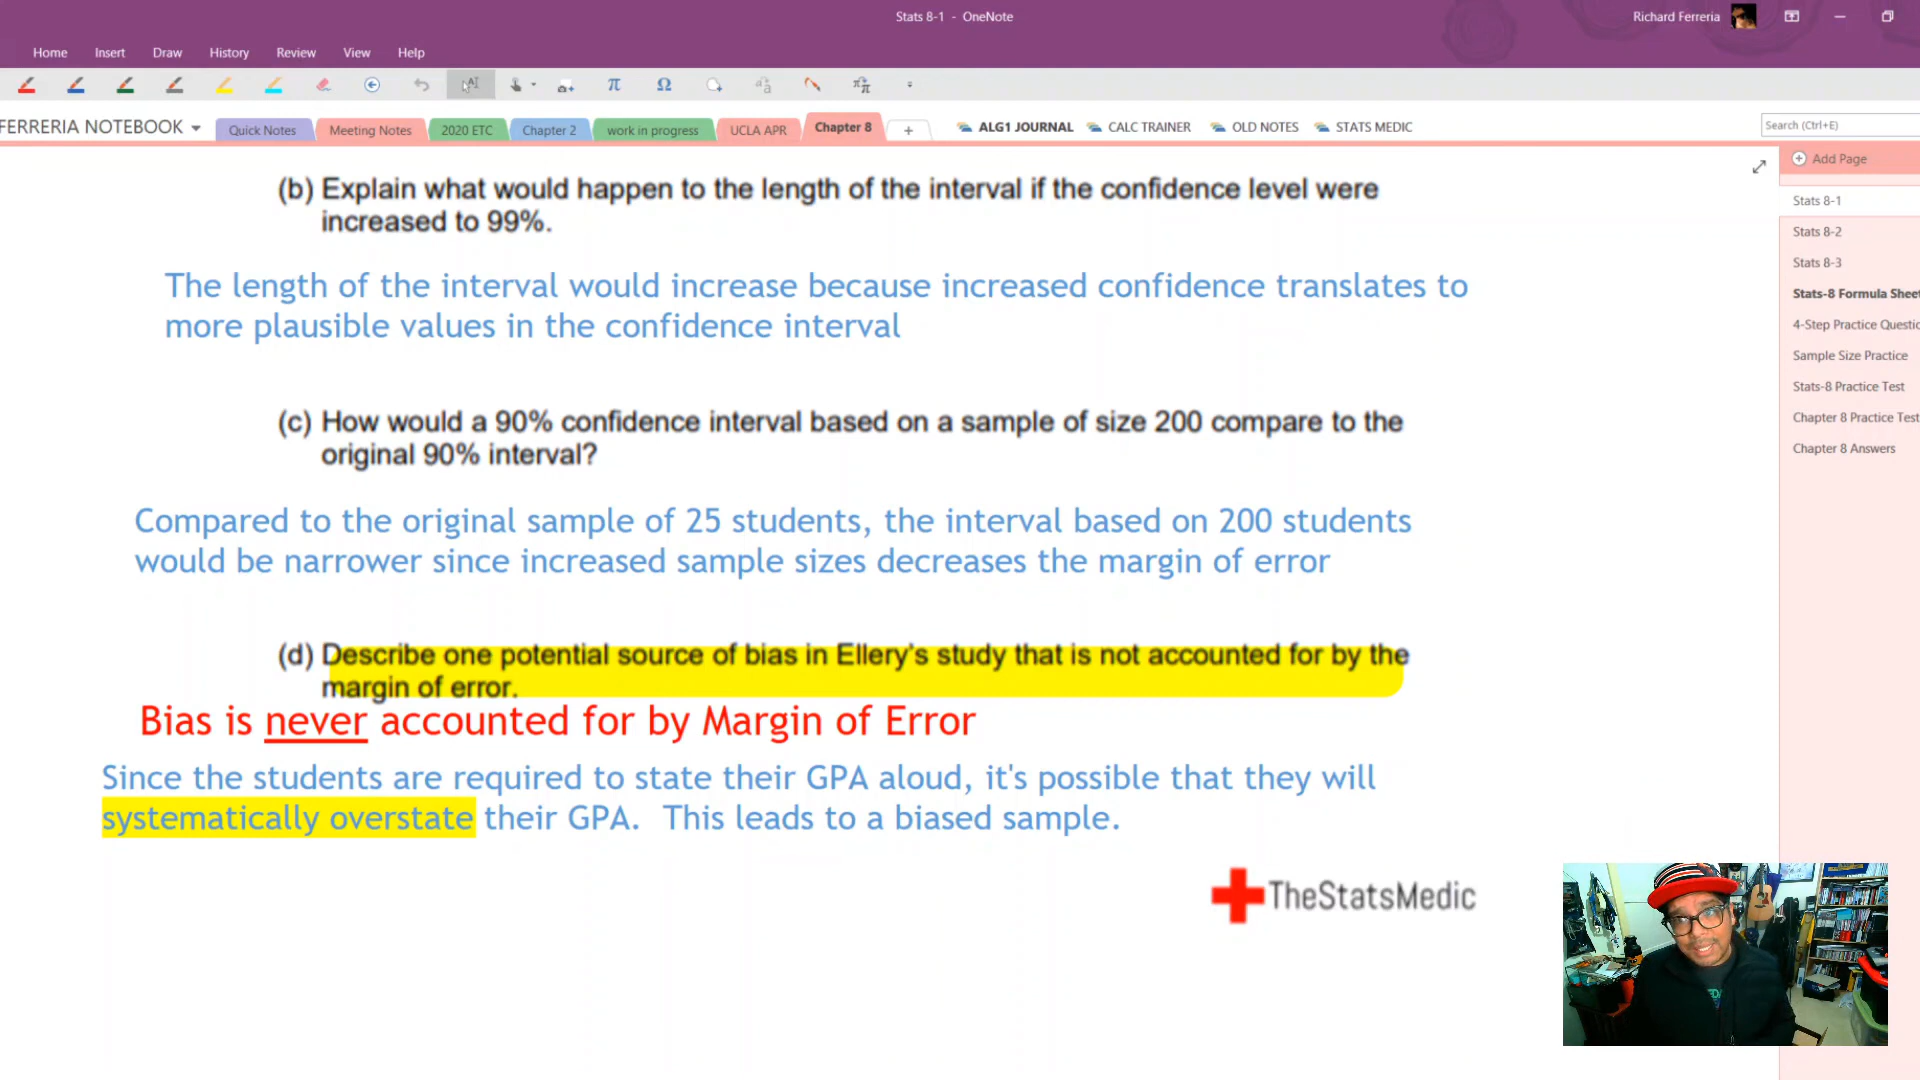 Stats 8-1 - OneNote
Richard Ferreria
Home Insert Draw History Review View Help
FERRERIA NOTEBOOK
Quick Notes
Meeting Notes
2020 ETC
Chapter 2
work in progress
UCLA APR
Chapter 8
+
ALG1 JOURNAL
CALC TRAINER
OLD NOTES
STATS MEDIC
Search (Ctrl+E)
Add Page
Stats 8-1
Stats 8-2
Stats 8-3
Stats-8 Formula Sheet
4-Step Practice Questio
Sample Size Practice
Stats-8 Practice Test
Chapter 8 Practice Test
Chapter 8 Answers
(b) Explain what would happen to the length of the interval if the confidence level were
increased to 99%.
The length of the interval would increase because increased confidence translates to
more plausible values in the confidence interval
(c) How would a 90% confidence interval based on a sample of size 200 compare to the
original 90% interval?
Compared to the original sample of 25 students, the interval based on 200 students
would be narrower since increased sample sizes decreases the margin of error
(d) Describe one potential source of bias in Ellery's study that is not accounted for by the
margin of error.
Bias is never accounted for by Margin of Error
Since the students are required to state their GPA aloud, it's possible that they will
systematically overstate their GPA. This leads to a biased sample.
TheStatsMedic